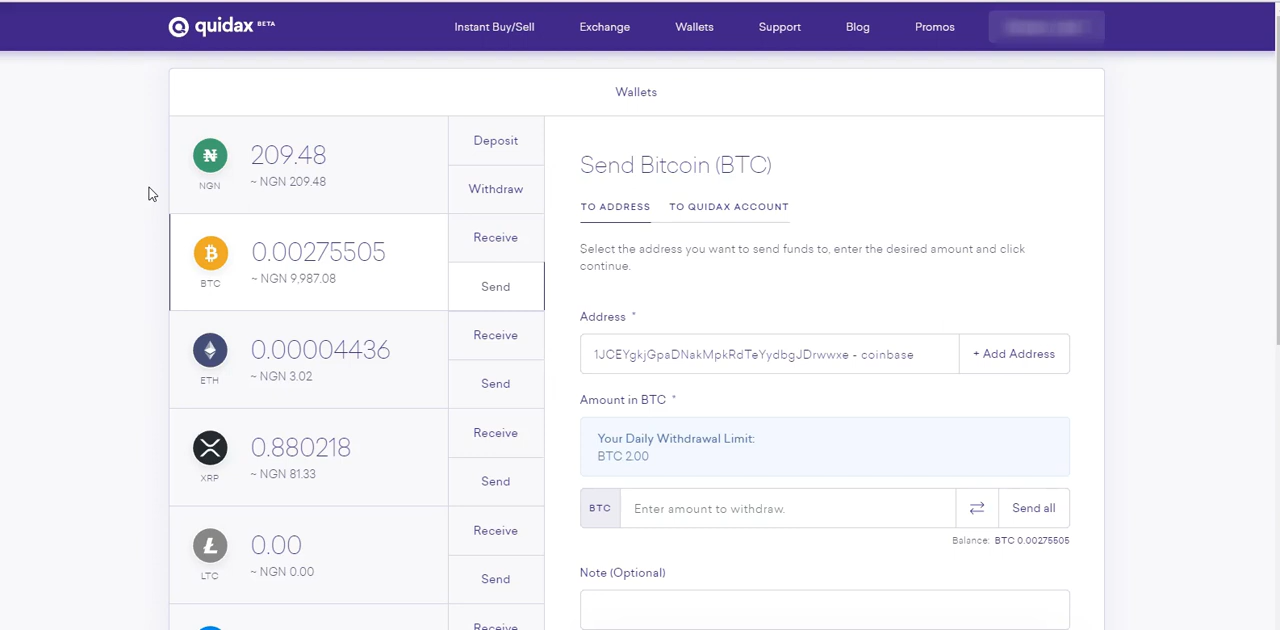 quidax BETA
Instant Buy/Sell
Exchange
Wallets
Support
Blog
Promos
Wallets
NGN
209.48
~ NGN 209.48
Deposit
Withdraw
BTC
0.00275505
~ NGN 9,987.08
Receive
Send
ETH
0.00004436
~ NGN 3.02
Receive
Send
XRP
0.880218
~ NGN 81.33
Receive
Send
LTC
0.00
~ NGN 0.00
Receive
Send
Receive
Send Bitcoin (BTC)
TO ADDRESS
TO QUIDAX ACCOUNT
Select the address you want to send funds to, enter the desired amount and click
continue.
Address *
1JCEYgkjGpaDNakMpkRdTeYydbgJDrwwxe - coinbase
+ Add Address
Amount in BTC *
Your Daily Withdrawal Limit:
BTC 2.00
BTC
Enter amount to withdraw.
Send all
Balance: BTC 0.00275505
Note (Optional)